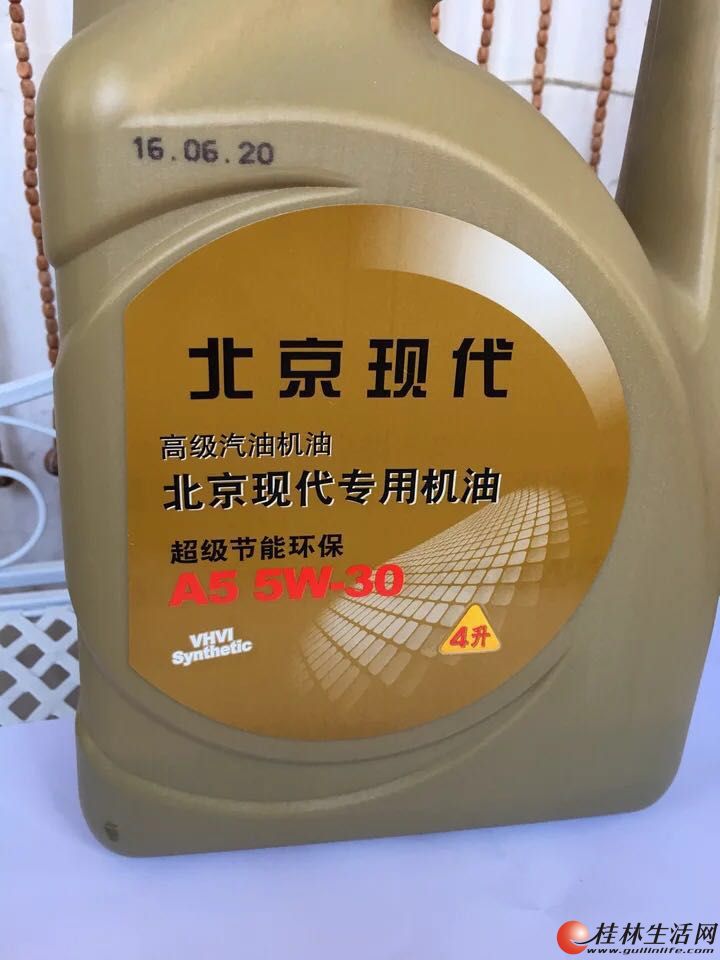 16.06.20
北京现代
高级汽油机油
北京现代专用机油
超级节能环保
A5 5W-30
VHVI
Synthetic
4升
桂林生活网
www.guilinlife.com